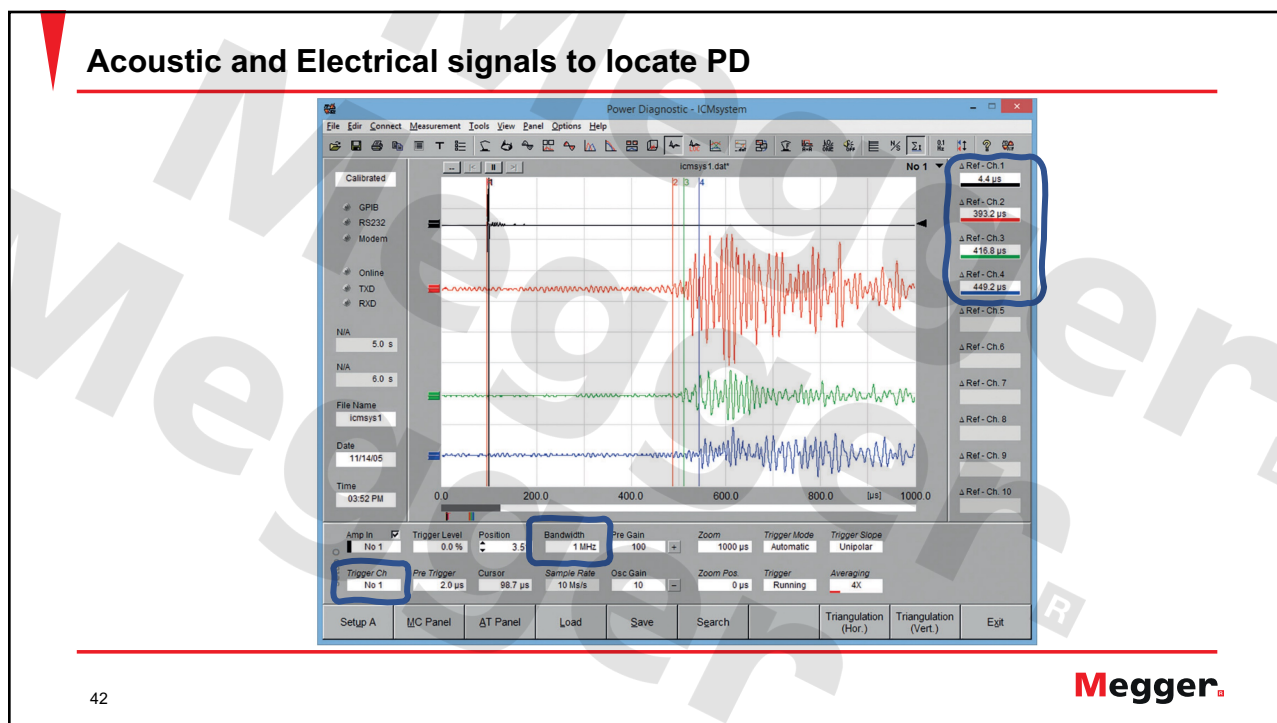 Acoustic and Electrical signals to locate PD
Power Diagnostic - ICMsystem
File Edit Connect Measurement Tools View Panel Options Help
Calibrated
GPIB
RS232
Modem
Online
TXD
RXD
N/A
5.0 s
N/A
6.0 s
File Name
icmsys1
Date
11/14/05
Time
03:52 PM
icmsys1.dat*
No 1
1 2 3 4
0.0 200.0 400.0 600.0 800.0 [µs] 1000.0
Δ Ref - Ch.1
4.4 µs
Δ Ref - Ch.2
393.2 µs
Δ Ref - Ch.3
416.8 µs
Δ Ref - Ch.4
449.2 µs
Δ Ref - Ch.5
Δ Ref - Ch.6
Δ Ref - Ch. 7
Δ Ref - Ch. 8
Δ Ref - Ch. 9
Δ Ref - Ch. 10
Amp In Trigger Level Position Bandwidth Pre Gain Zoom Trigger Mode Trigger Slope
No 1 0.0 % 3.5 1 MHz 100 + 1000 µs Automatic Unipolar
Trigger Ch Pre Trigger Cursor Sample Rate Osc Gain Zoom Pos. Trigger Averaging
No 1 2.0 µs 98.7 µs 10 Ms/s 10 - 0 µs Running 4X
Setup A MC Panel AT Panel Load Save Search Triangulation (Hor.) Triangulation (Vert.) Exit
42
Megger
Megger
Megger
Megger